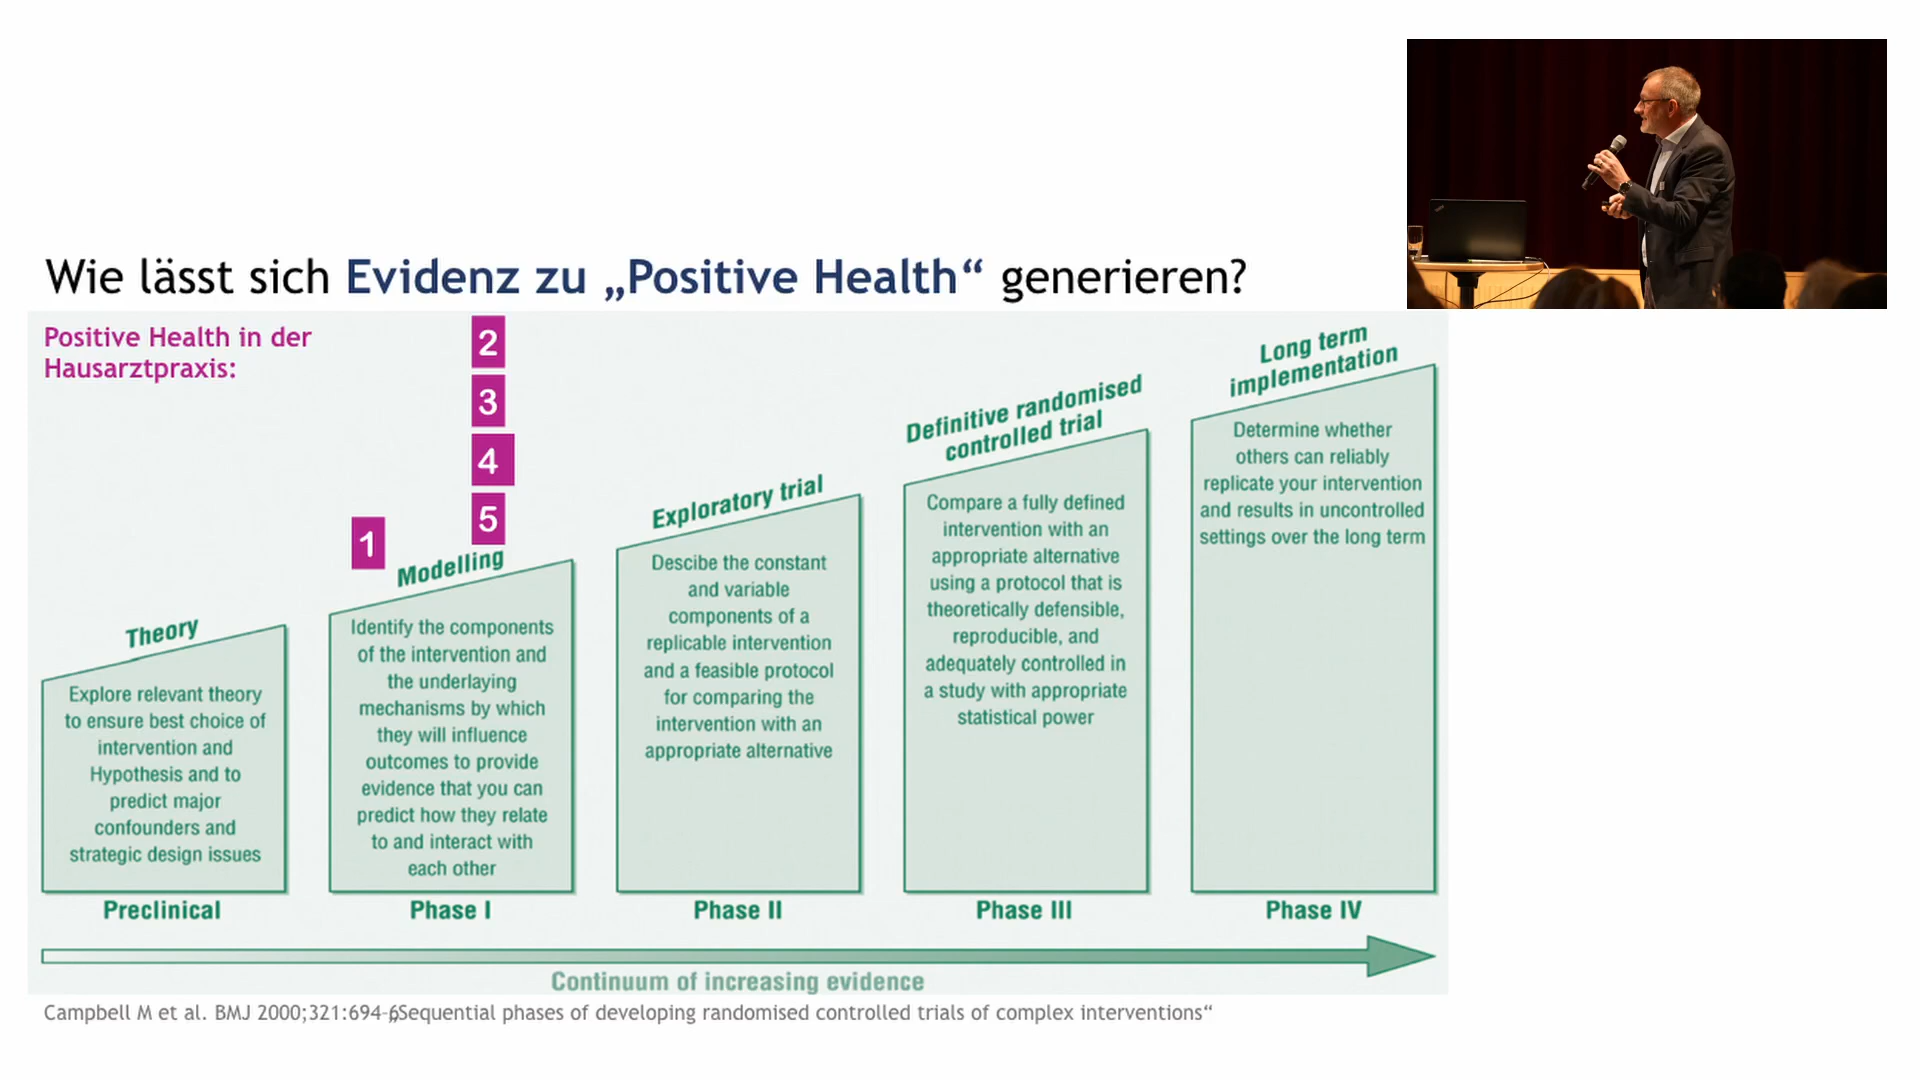 Wie lässt sich Evidenz zu „Positive Health“ generieren?
Positive Health in der
Hausarztpraxis:
2
3
4
5
1
Theory
Explore relevant theory
to ensure best choice of
intervention and
Hypothesis and to
predict major
confounders and
strategic design issues
Preclinical
Modelling
Identify the components
of the intervention and
the underlaying
mechanisms by which
they will influence
outcomes to provide
evidence that you can
predict how they relate
to and interact with
each other
Phase I
Exploratory trial
Descibe the constant
and variable
components of a
replicable intervention
and a feasible protocol
for comparing the
intervention with an
appropriate alternative
Phase II
Definitive randomised
controlled trial
Compare a fully defined
intervention with an
appropriate alternative
using a protocol that is
theoretically defensible,
reproducible, and
adequately controlled in
a study with appropriate
statistical power
Phase III
Long term
implementation
Determine whether
others can reliably
replicate your intervention
and results in uncontrolled
settings over the long term
Phase IV
Continuum of increasing evidence
Campbell M et al. BMJ 2000;321:694-6 „Sequential phases of developing randomised controlled trials of complex interventions“